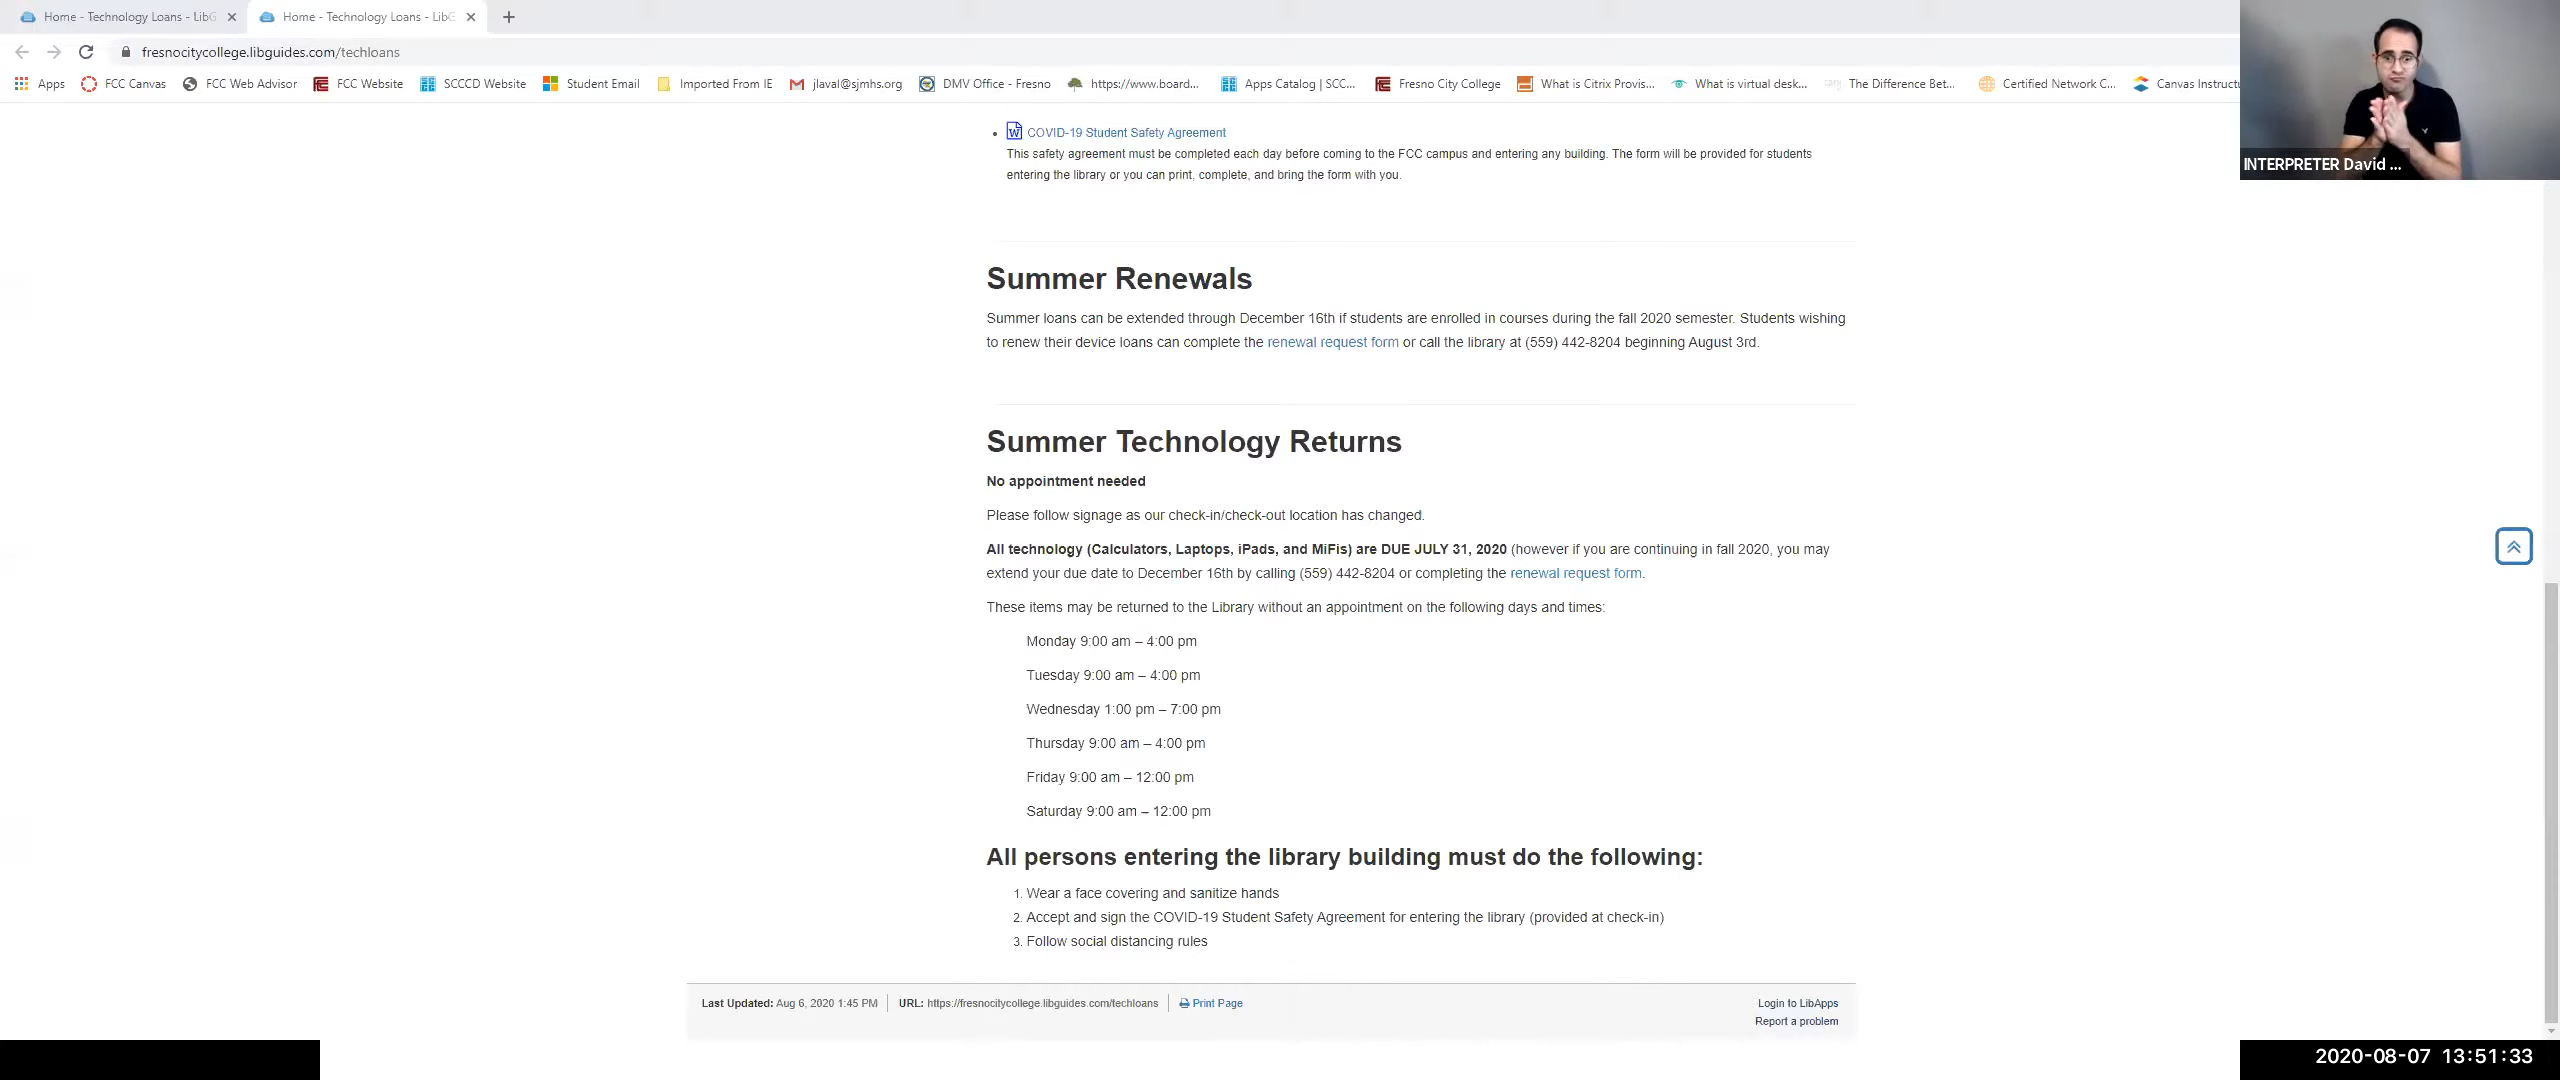 Home - Technology Loans - LibG
Home - Technology Loans - LibG
fresnocitycollege.libguides.com/techloans
Apps FCC Canvas FCC Web Advisor FCC Website SCCCD Website Student Email Imported From IE jlaval@sjmhs.org DMV Office - Fresno https://www.board... Apps Catalog | SCC... Fresno City College What is Citrix Provis... What is virtual desk... The Difference Bet... Certified Network C... Canvas Instructu
INTERPRETER David ...
• COVID-19 Student Safety Agreement
This safety agreement must be completed each day before coming to the FCC campus and entering any building. The form will be provided for students
entering the library or you can print, complete, and bring the form with you.
Summer Renewals
Summer loans can be extended through December 16th if students are enrolled in courses during the fall 2020 semester. Students wishing
to renew their device loans can complete the renewal request form or call the library at (559) 442-8204 beginning August 3rd.
Summer Technology Returns
No appointment needed
Please follow signage as our check-in/check-out location has changed.
All technology (Calculators, Laptops, iPads, and MiFis) are DUE JULY 31, 2020 (however if you are continuing in fall 2020, you may
extend your due date to December 16th by calling (559) 442-8204 or completing the renewal request form.
These items may be returned to the Library without an appointment on the following days and times:
Monday 9:00 am – 4:00 pm
Tuesday 9:00 am – 4:00 pm
Wednesday 1:00 pm – 7:00 pm
Thursday 9:00 am – 4:00 pm
Friday 9:00 am – 12:00 pm
Saturday 9:00 am – 12:00 pm
All persons entering the library building must do the following:
1. Wear a face covering and sanitize hands
2. Accept and sign the COVID-19 Student Safety Agreement for entering the library (provided at check-in)
3. Follow social distancing rules
Last Updated: Aug 6, 2020 1:45 PM URL: https://fresnocitycollege.libguides.com/techloans Print Page
Login to LibApps
Report a problem
2020-08-07 13:51:33